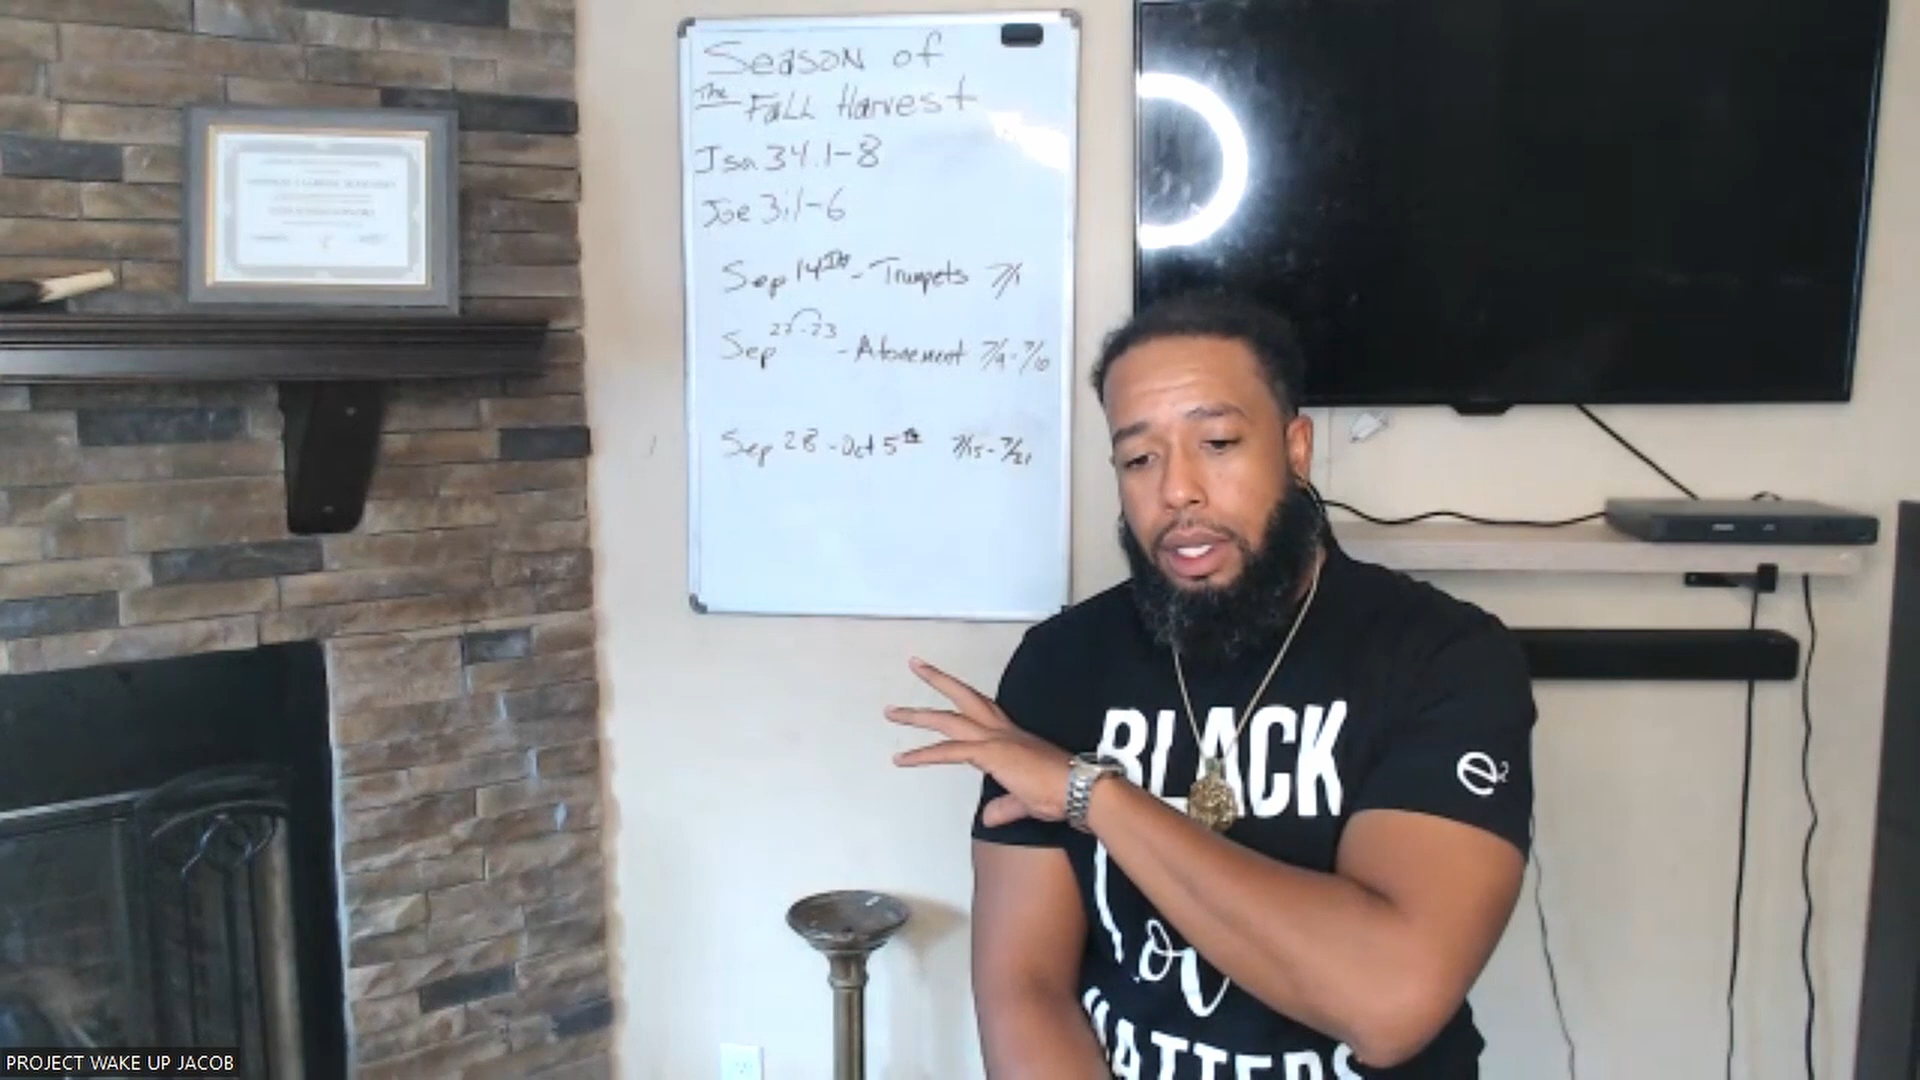 Season of
The Fall Harvest
Isa 34.1-8
Joe 3:1-6
Sep 14th - Trumpets 7/1
Sep 22-23 - Atonement 7/9-7/10
Sep 28 - Oct 5th 7/15-7/21
BLACK
Love
MATTERS
e2
PROJECT WAKE UP JACOB